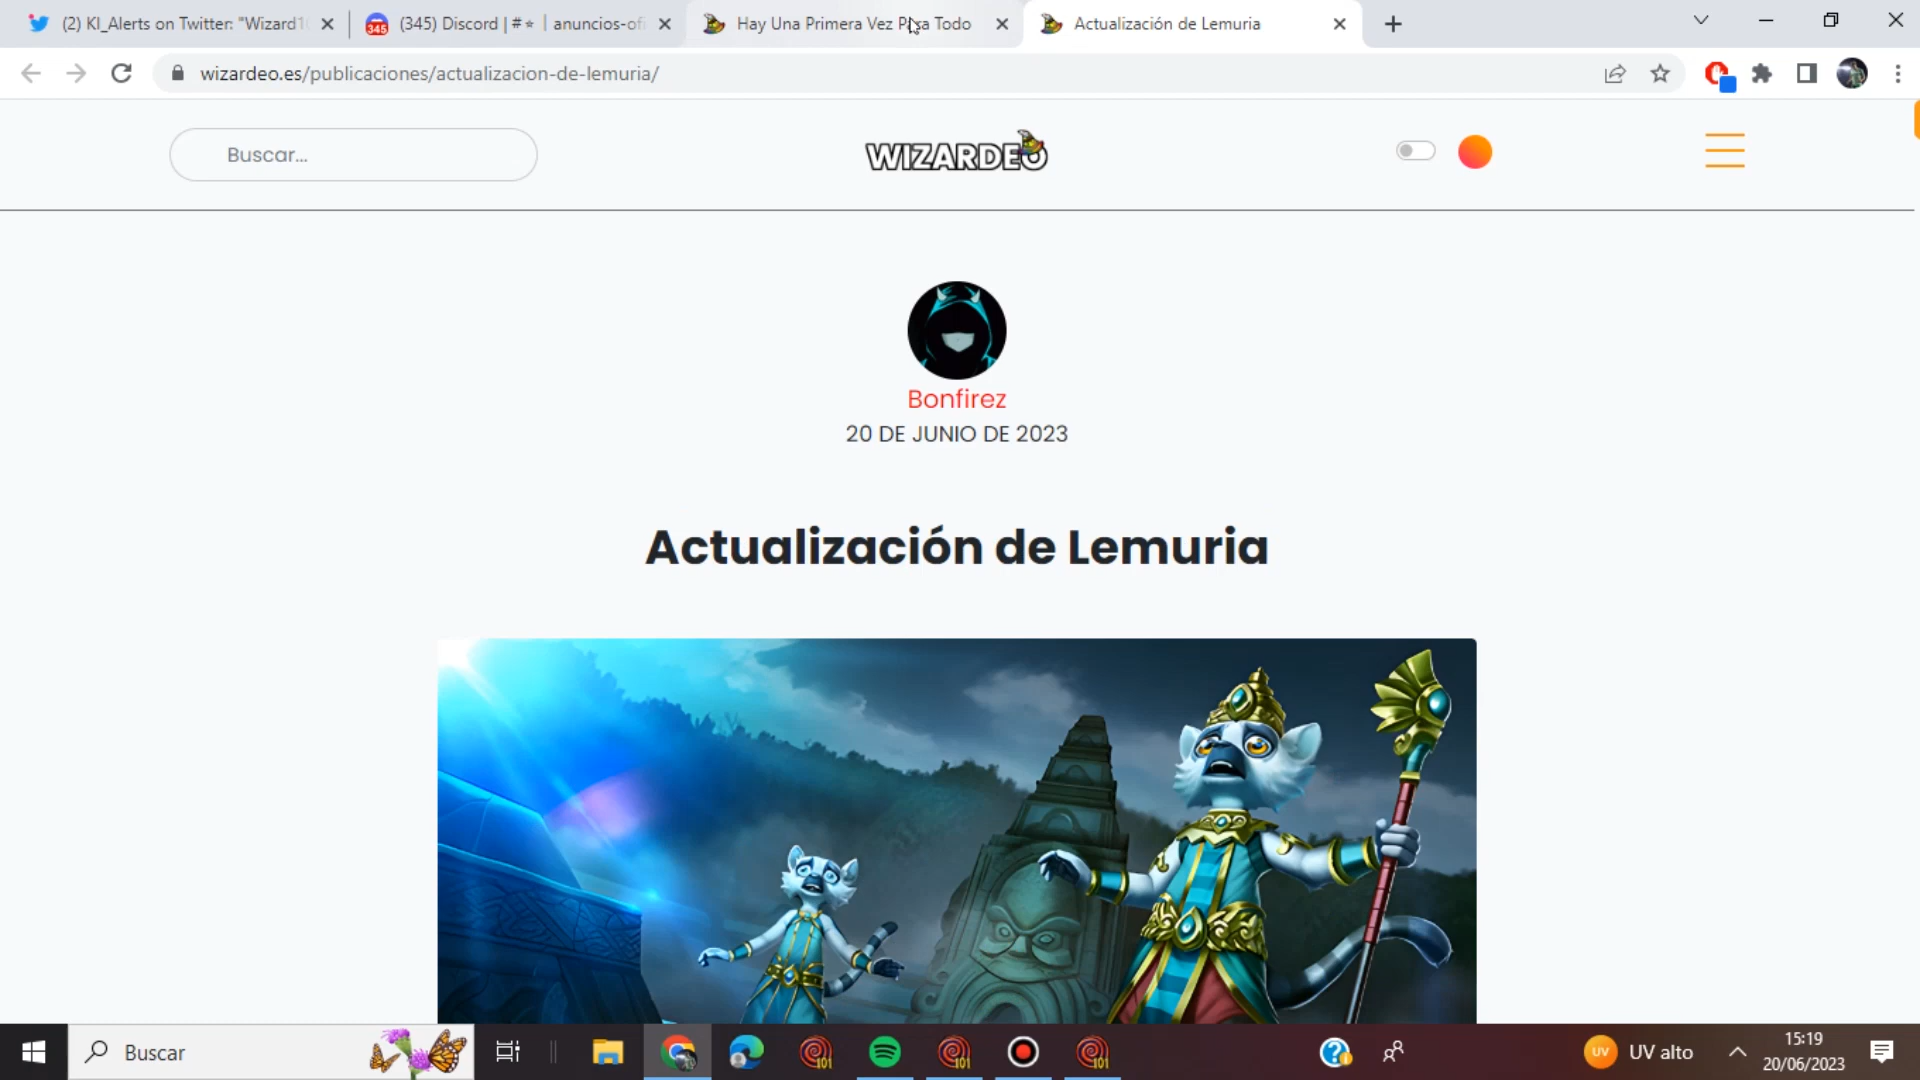 (2) KI_Alerts on Twitter: "Wizard1
(345) Discord | #⭐ | anuncios-ofi
Hay Una Primera Vez Para Todo
Actualización de Lemuria
wizardeo.es/publicaciones/actualizacion-de-lemuria/
Buscar...
WIZARDEO
Bonfirez
20 DE JUNIO DE 2023
Actualización de Lemuria
Buscar
UV alto
15:19
20/06/2023